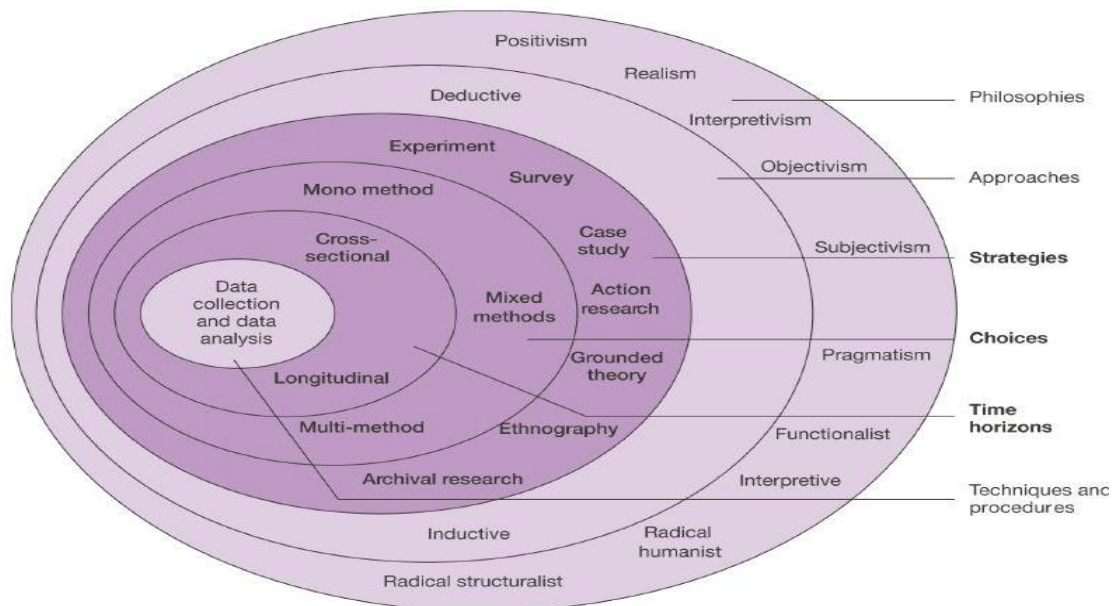 Positivism
Realism
Philosophies
Deductive
Interpretivism
Experiment
Objectivism
Survey
Approaches
Mono method
Cross-
sectional
Case
study
Subjectivism
Strategies
Data
collection
and data
analysis
Mixed
methods
Action
research
Choices
Grounded
theory
Pragmatism
Longitudinal
Time
horizons
Multi-method
Ethnography
Functionalist
Archival research
Interpretive
Techniques and
procedures
Inductive
Radical
humanist
Radical structuralist